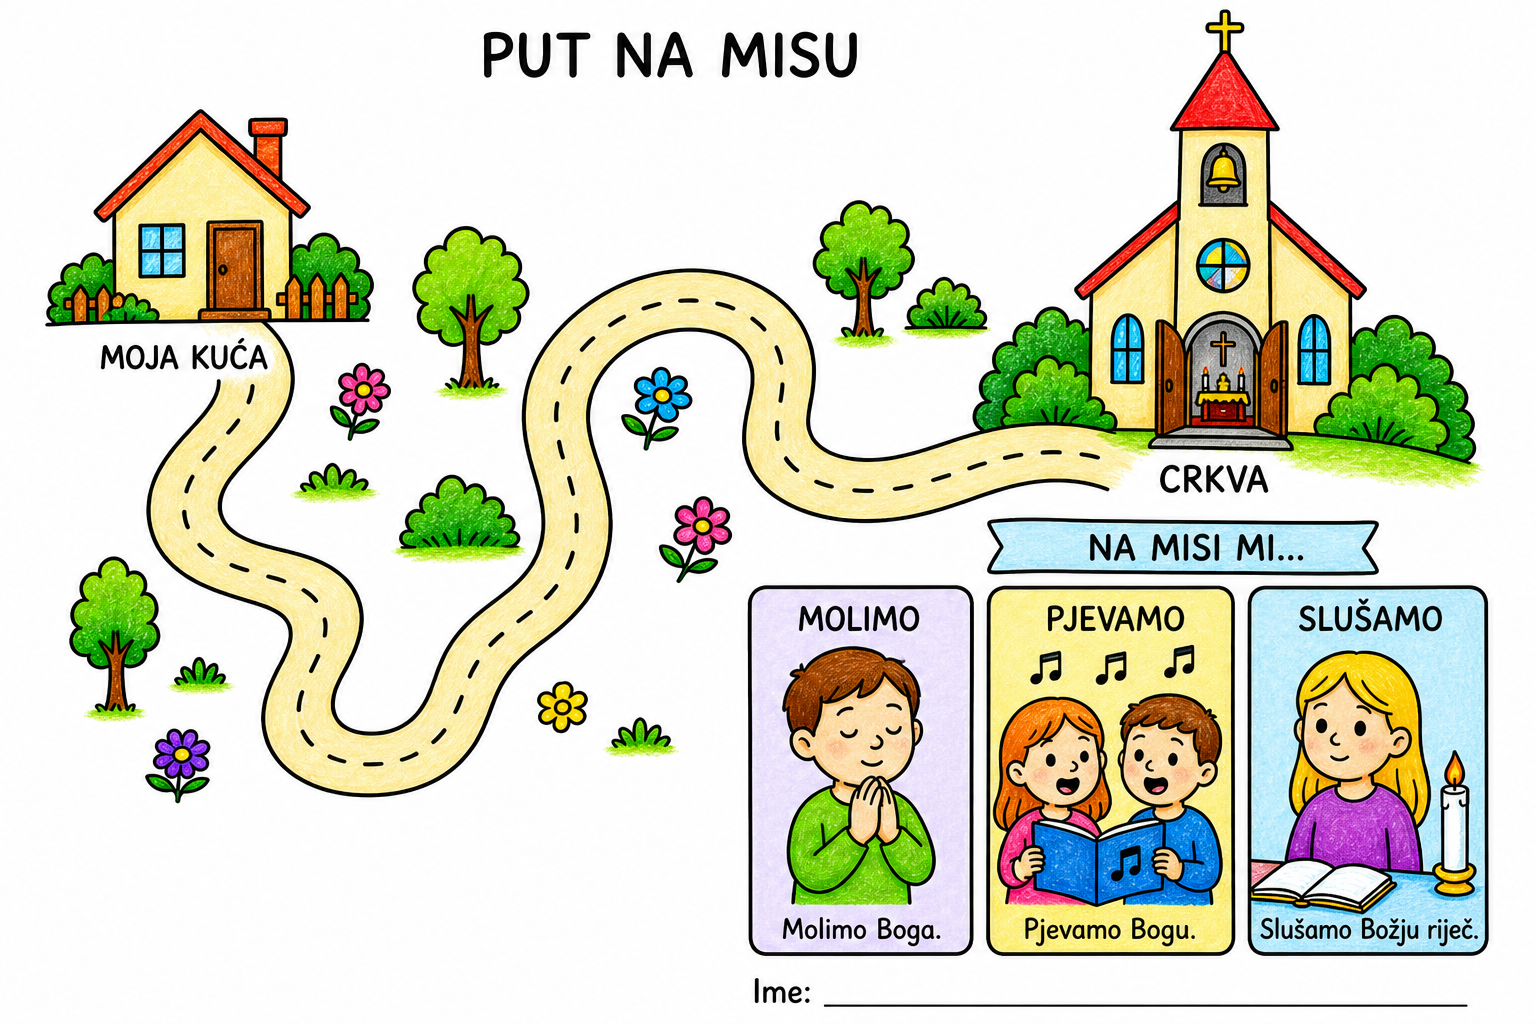 PUT NA MISU
MOJA KUĆA
CRKVA
NA MISI MI...
MOLIMO
Molimo Boga.
PJEVAMO
Pjevamo Bogu.
SLUŠAMO
Slušamo Božju riječ.
Ime: